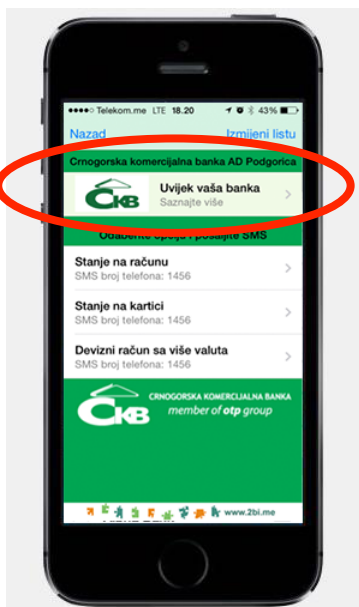 Telekom.me LTE 18.20 43%
Nazad Izmijeni listu
Crnogorska komercijalna banka AD Podgorica
ČKB
Uvijek vaša banka
Saznajte više
Odaberite opciju i pošaljite SMS
Stanje na računu
SMS broj telefona: 1456
Stanje na kartici
SMS broj telefona: 1456
Devizni račun sa više valuta
SMS broj telefona: 1456
ČKB
CRNOGORSKA KOMERCIJALNA BANKA
member of otp group
www.2bi.me